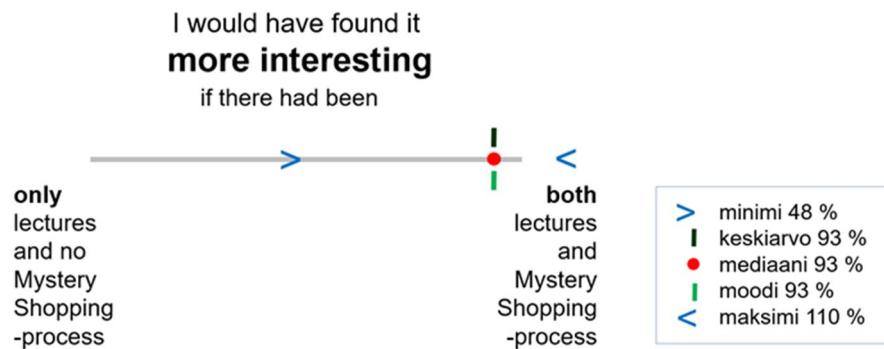 I would have found it
more interesting
if there had been
only
lectures
and no
Mystery
Shopping
-process
both
lectures
and
Mystery
Shopping
-process
> minimi 48 %
keskiarvo 93 %
mediaani 93 %
moodi 93 %
< maksimi 110 %